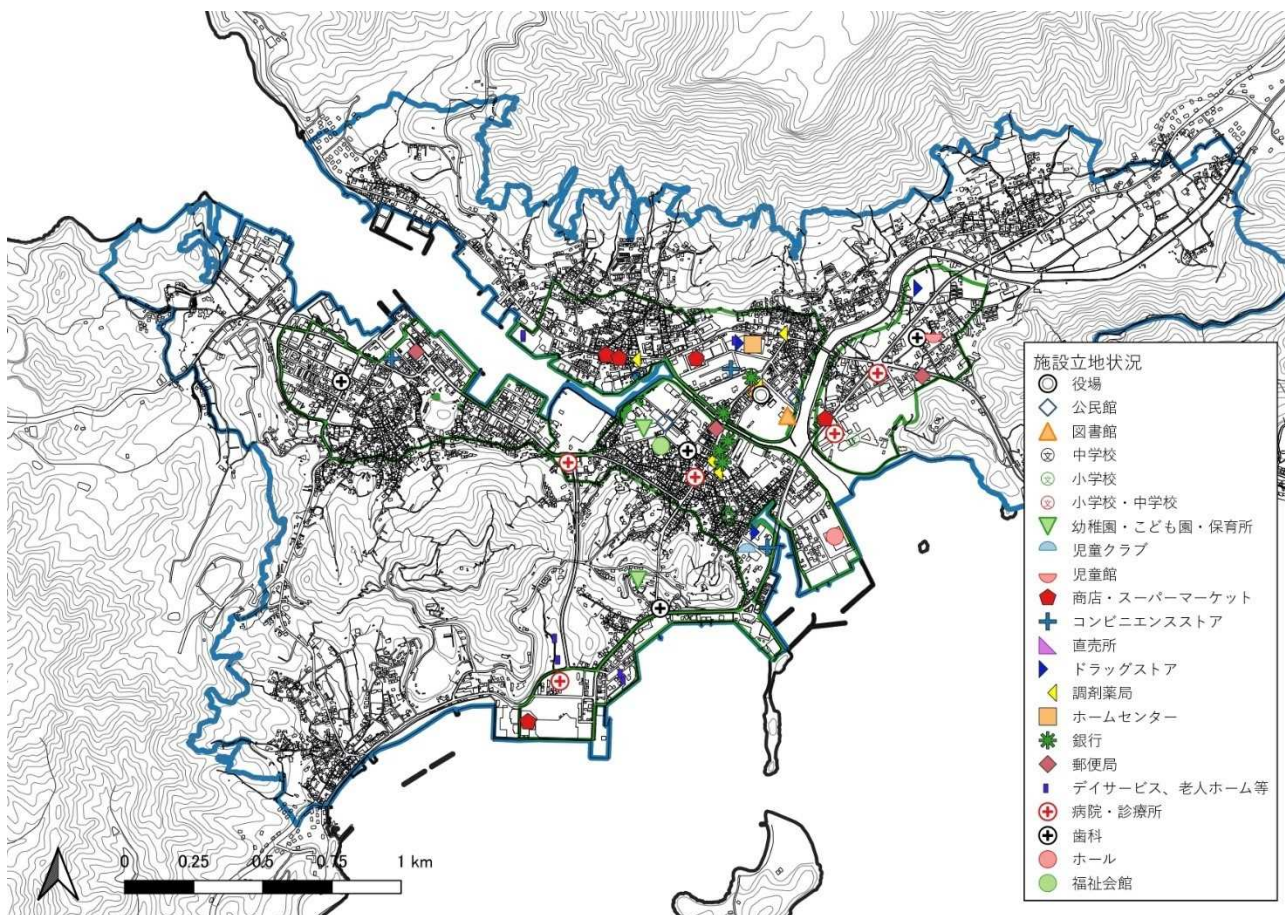 施設立地状況
役場
公民館
図書館
中学校
小学校
小学校・中学校
幼稚園・こども園・保育所
児童クラブ
児童館
商店・スーパーマーケット
コンビニエンスストア
直売所
ドラッグストア
調剤薬局
ホームセンター
銀行
郵便局
デイサービス、老人ホーム等
病院・診療所
歯科
ホール
福祉会館
0 0.25 0.5 0.75 1 km